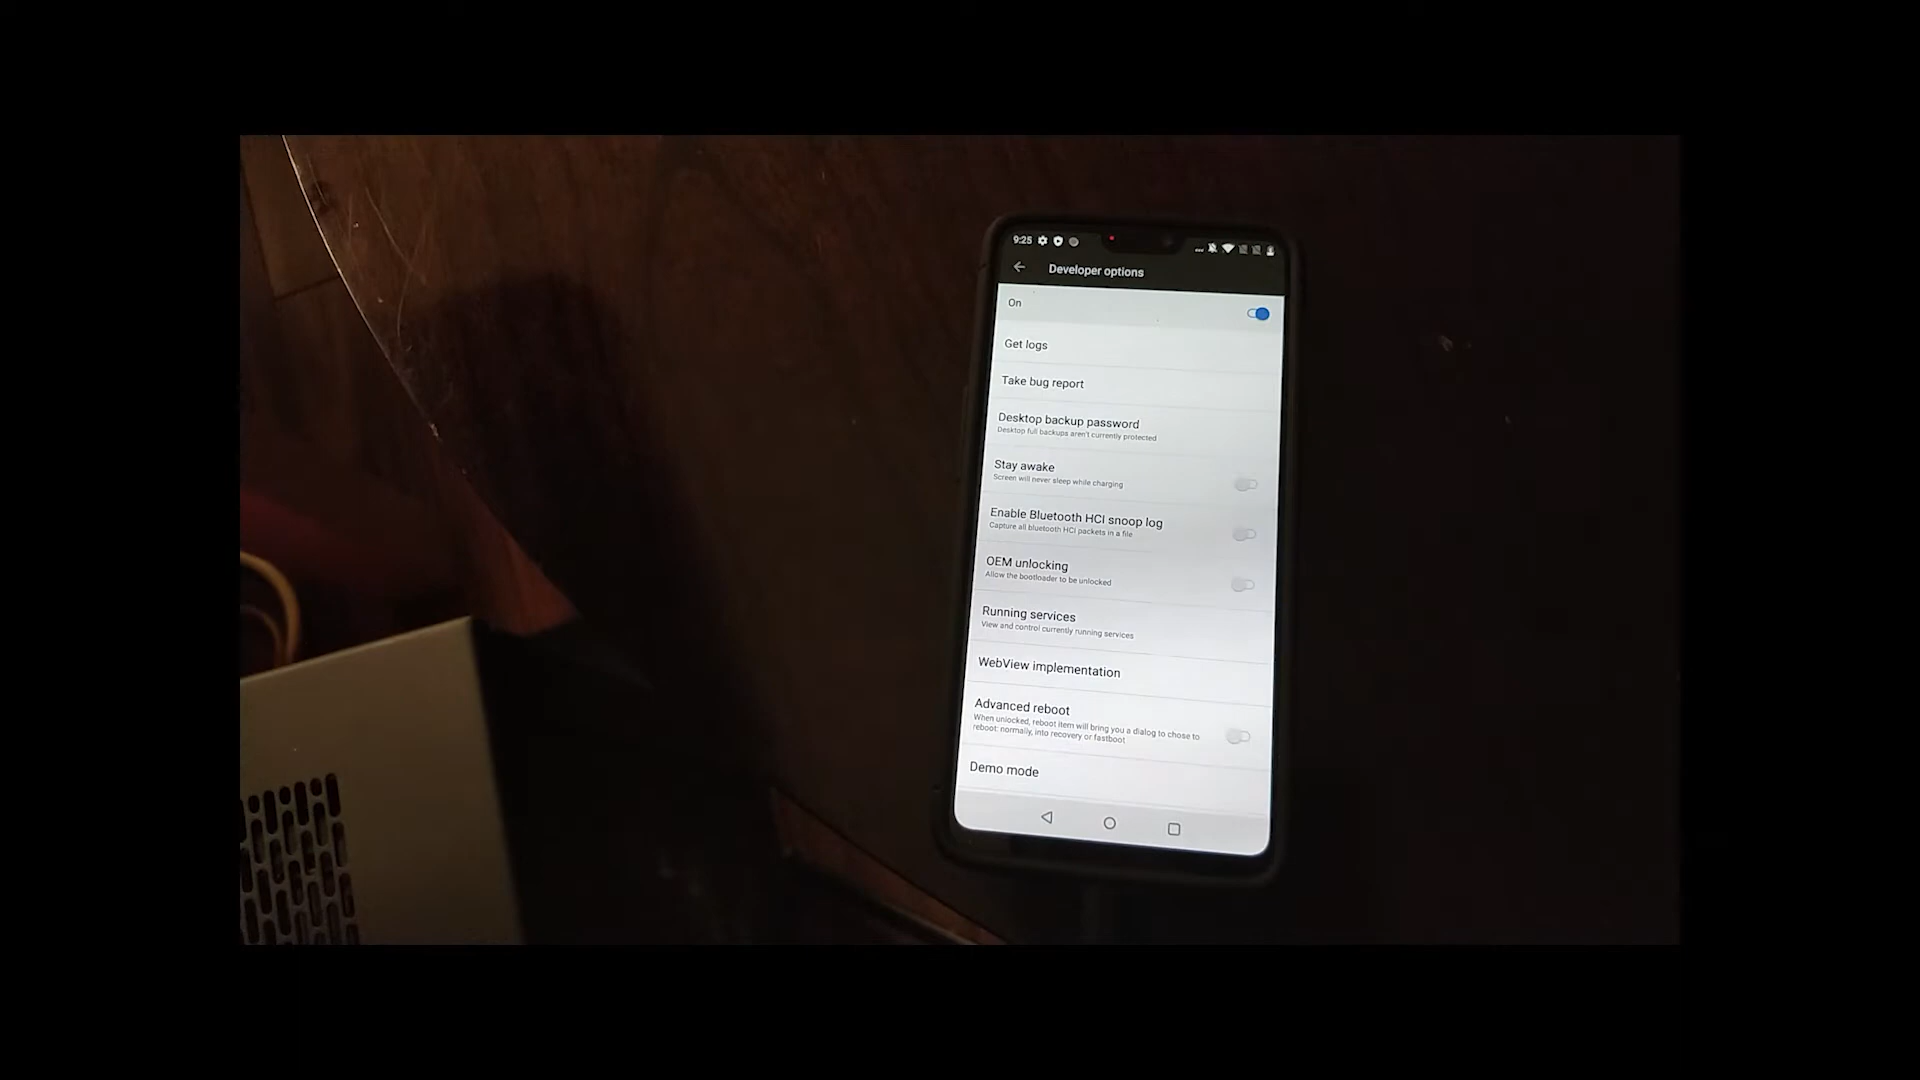 9:25
Developer options
On
Get logs
Take bug report
Desktop backup password
Desktop full backups aren't currently protected
Stay awake
Screen will never sleep while charging
Enable Bluetooth HCI snoop log
Capture all bluetooth HCI packets in a file
OEM unlocking
Allow the bootloader to be unlocked
Running services
View and control currently running services
WebView implementation
Advanced reboot
When unlocked, reboot item will bring you a dialog to chose to
reboot: normally, into recovery or fastboot
Demo mode